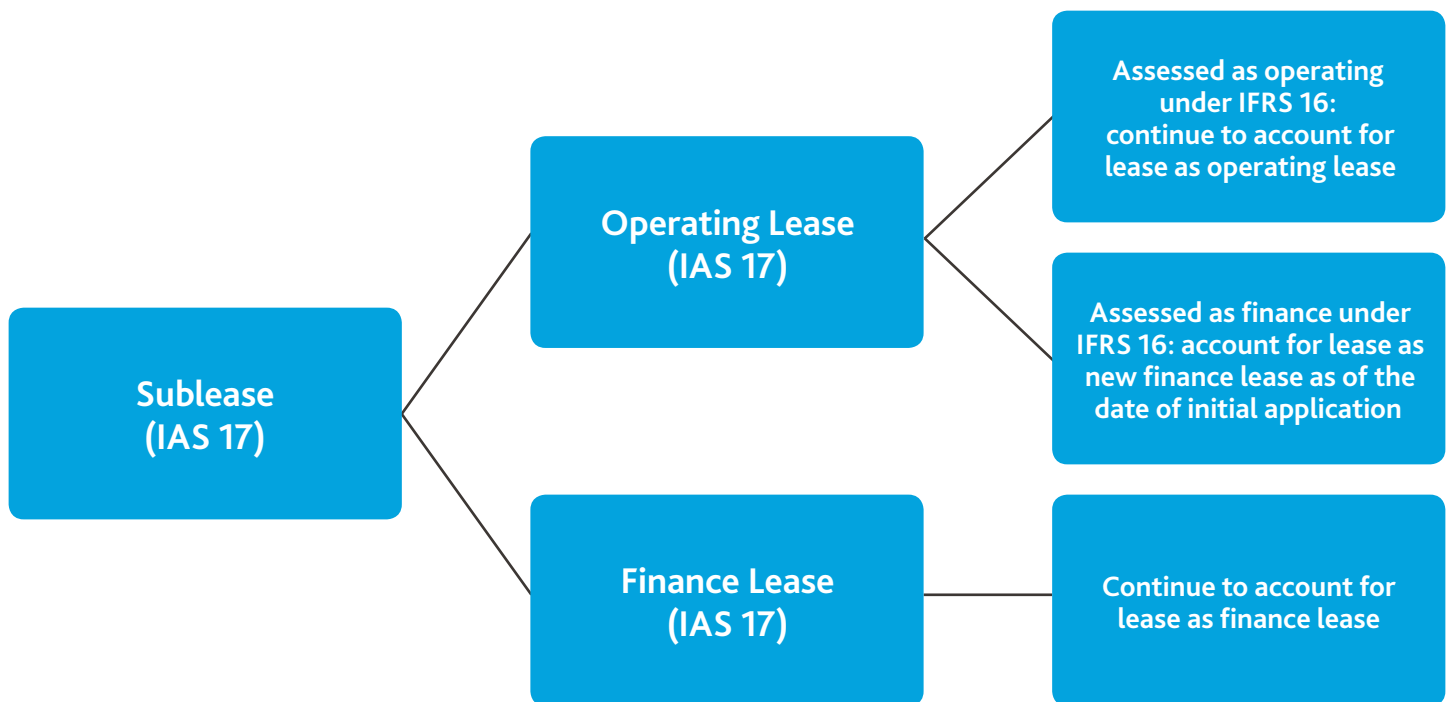 Sublease
(IAS 17)
Operating Lease
(IAS 17)
Finance Lease
(IAS 17)
Assessed as operating
under IFRS 16:
continue to account for
lease as operating lease
Assessed as finance under
IFRS 16: account for lease as
new finance lease as of the
date of initial application
Continue to account for
lease as finance lease